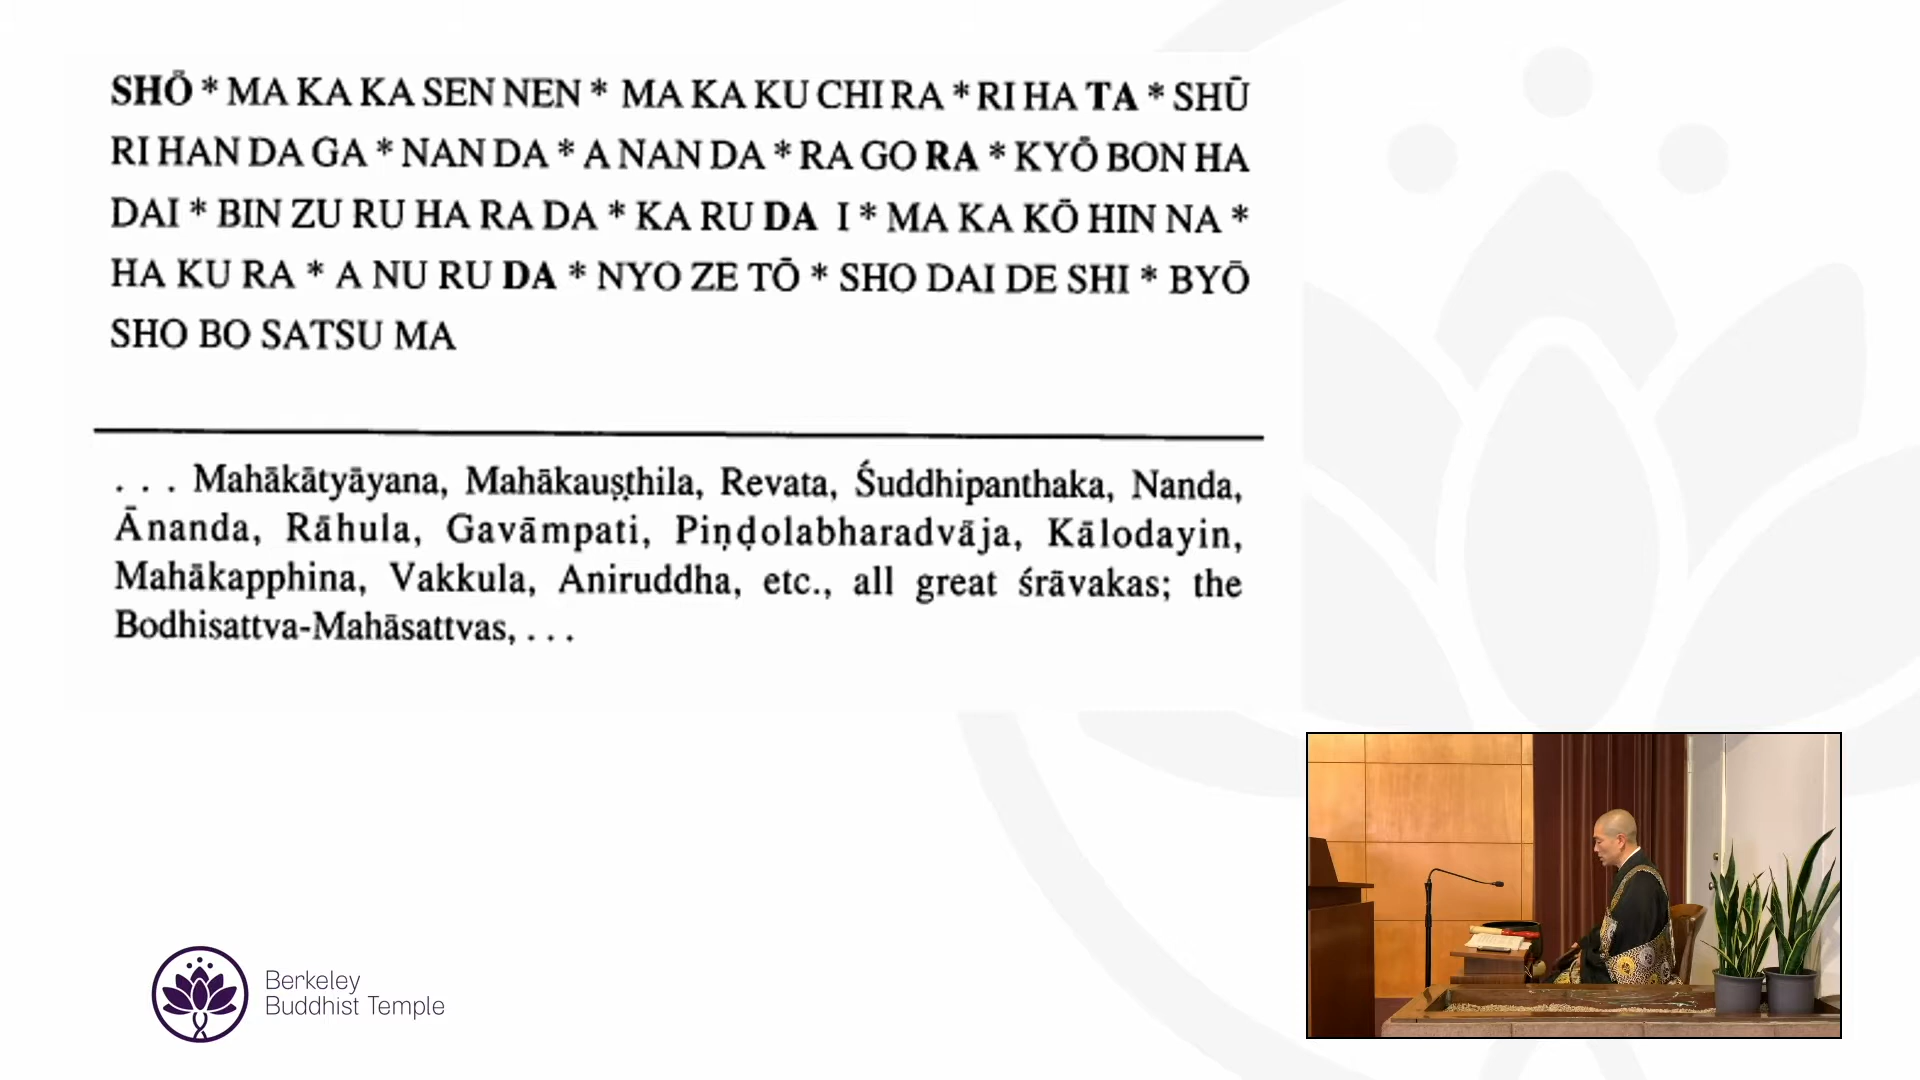 SHŌ * MA KA KA SEN NEN * MA KA KU CHI RA * RI HA TA * SHŪ
RI HAN DA GA * NAN DA * A NAN DA * RA GO RA * KYŌ BON HA
DAI * BIN ZU RU HA RA DA * KA RU DA I * MA KA KŌ HIN NA *
HA KU RA * A NU RU DA * NYO ZE TŌ * SHO DAI DE SHI * BYŌ
SHO BO SATSU MA
. . . Mahākātyāyana, Mahākauṣṭhila, Revata, Śuddhipanthaka, Nanda,
Ānanda, Rāhula, Gavāmpati, Piṇḍolabharadvāja, Kālodayin,
Mahākapphina, Vakkula, Aniruddha, etc., all great śrāvakas; the
Bodhisattva-Mahāsattvas, . . .
Berkeley
Buddhist Temple